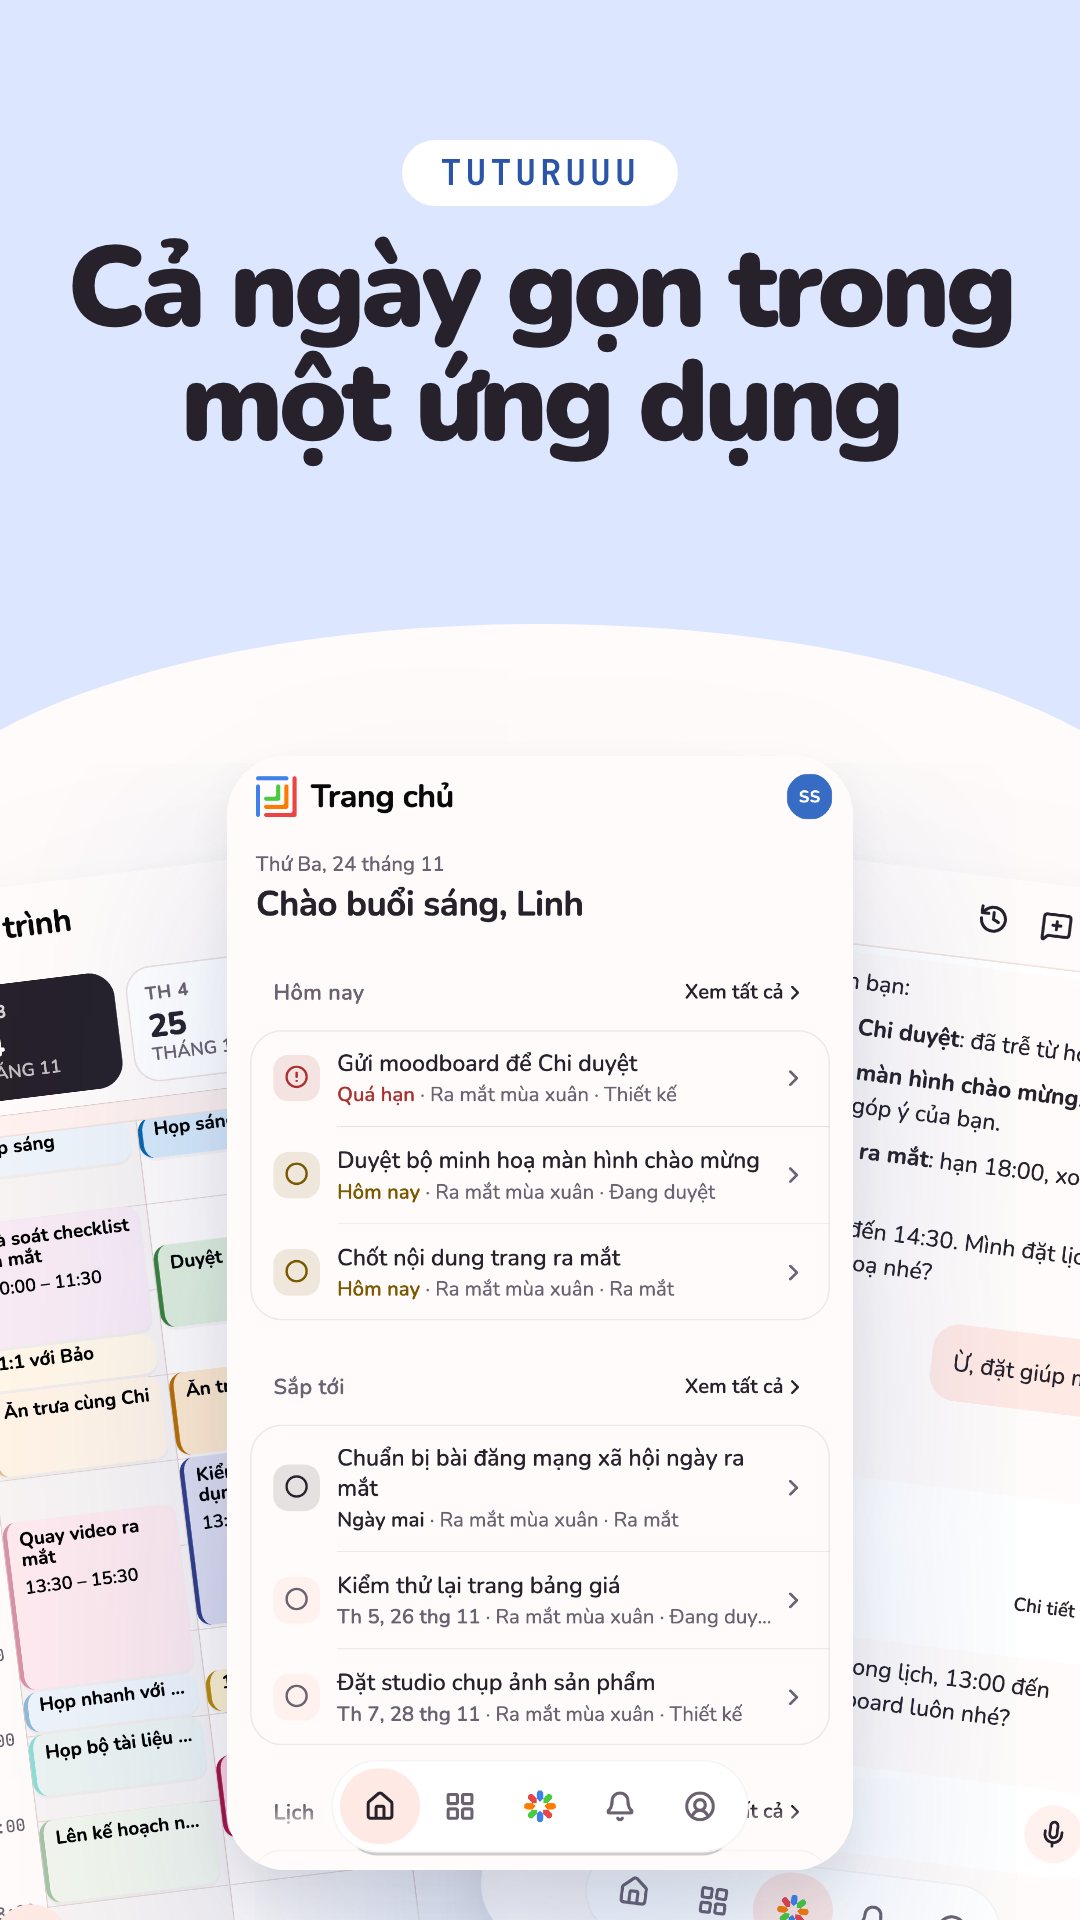 TUTURUUU
Cả ngày gọn trong
một ứng dụng
Trang chủ
SS
Thứ Ba, 24 tháng 11
Chào buổi sáng, Linh
Hôm nay
Xem tất cả
Gửi moodboard để Chi duyệt
Quá hạn · Ra mắt mùa xuân · Thiết kế
Duyệt bộ minh hoạ màn hình chào mừng
Hôm nay · Ra mắt mùa xuân · Đang duyệt
Chốt nội dung trang ra mắt
Hôm nay · Ra mắt mùa xuân · Ra mắt
Sắp tới
Xem tất cả
Chuẩn bị bài đăng mạng xã hội ngày ra
mắt
Ngày mai · Ra mắt mùa xuân · Ra mắt
Kiểm thử lại trang bảng giá
Th 5, 26 thg 11 · Ra mắt mùa xuân · Đang duy...
Đặt studio chụp ảnh sản phẩm
Th 7, 28 thg 11 · Ra mắt mùa xuân · Thiết kế
Lịch
cả
trình
11
TH 4
25
THÁNG
sáng
Họp
soát checklist
mắt
– 11:30
Duyệt
1:1 với Bảo
Ăn trưa cùng Chi
Ăn
Quay video ra
mắt
13:30 – 15:30
Họp nhanh với ...
Họp bộ tài liệu ...
Lên kế hoạch n...
bạn:
Chi duyệt: đã trễ từ
màn hình chào mừng
góp ý của bạn.
ra mắt: hạn 18:00,
đến 14:30. Mình đặt
nhé?
Ừ, đặt giúp
Chi tiết
lịch, 13:00 đến
luôn nhé?